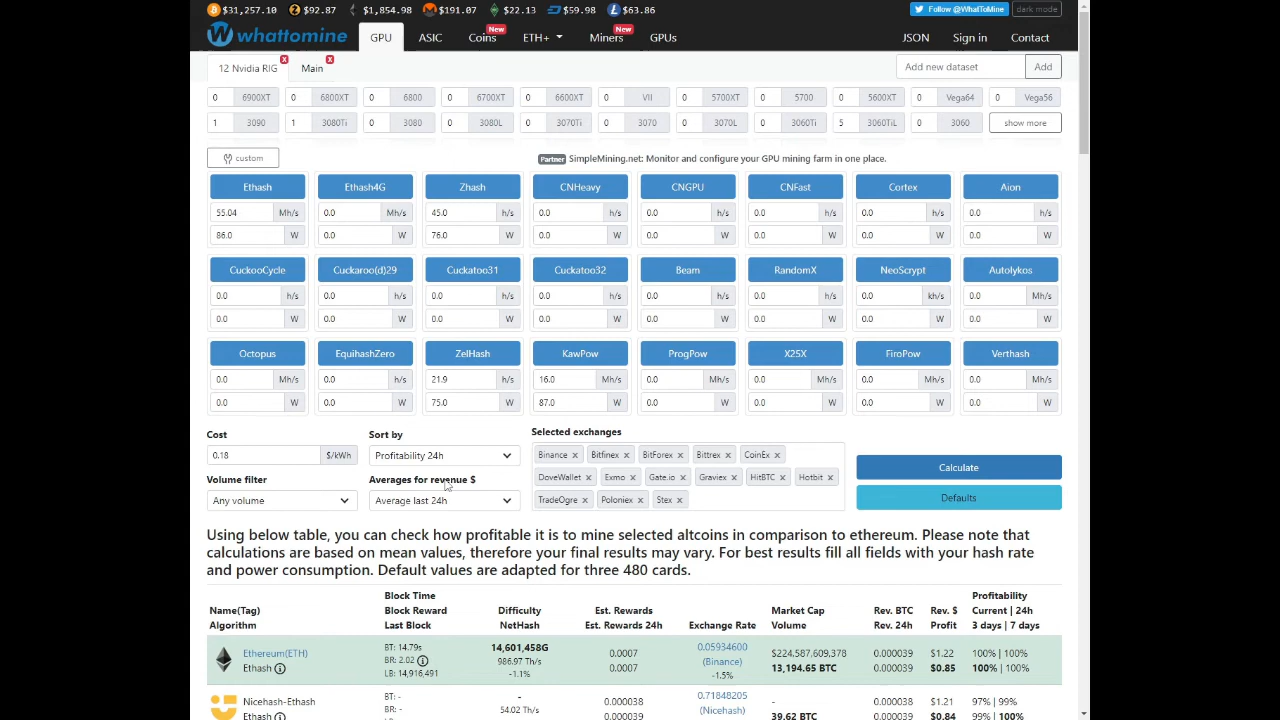 $31,257.10 $92.87 $1,854.98 $191.07 $22.13 $59.98 $63.86 Follow @WhatToMine dark mode
whattomine GPU ASIC Coins New ETH+ Miners New GPUs JSON Sign in Contact
12 Nvidia RIG x Main x Add new dataset Add
0 6900XT 0 6800XT 0 6800 0 6700XT 0 6600XT 0 VII 0 5700XT 0 5700 0 5600XT 0 Vega64 0 Vega56
1 3090 1 3080Ti 0 3080 0 3080L 0 3070Ti 0 3070 0 3070L 0 3060Ti 5 3060TiL 0 3060 show more
custom Partner SimpleMining.net: Monitor and configure your GPU mining farm in one place.
Ethash Ethash4G Zhash CNHeavy CNGPU CNFast Cortex Aion
55.04 Mh/s 0.0 Mh/s 45.0 h/s 0.0 h/s 0.0 h/s 0.0 h/s 0.0 h/s 0.0 h/s
86.0 W 0.0 W 76.0 W 0.0 W 0.0 W 0.0 W 0.0 W 0.0 W
CuckooCycle Cuckaroo(d)29 Cuckatoo31 Cuckatoo32 Beam RandomX NeoScrypt Autolykos
0.0 h/s 0.0 h/s 0.0 h/s 0.0 h/s 0.0 h/s 0.0 h/s 0.0 kh/s 0.0 Mh/s
0.0 W 0.0 W 0.0 W 0.0 W 0.0 W 0.0 W 0.0 W 0.0 W
Octopus EquihashZero ZelHash KawPow ProgPow X25X FiroPow Verthash
0.0 Mh/s 0.0 h/s 21.9 h/s 16.0 Mh/s 0.0 Mh/s 0.0 Mh/s 0.0 Mh/s 0.0 Mh/s
0.0 W 0.0 W 75.0 W 87.0 W 0.0 W 0.0 W 0.0 W 0.0 W
Cost Sort by Selected exchanges
0.18 $/kWh Profitability 24h Binance × Bitfinex × BitForex × Bittrex × CoinEx × Calculate
Volume filter Averages for revenue $ DoveWallet × Exmo × Gate.io × Graviex × HitBTC × Hotbit ×
Any volume Average last 24h TradeOgre × Poloniex × Stex × Defaults
Using below table, you can check how profitable it is to mine selected altcoins in comparison to ethereum. Please note that
calculations are based on mean values, therefore your final results may vary. For best results fill all fields with your hash rate
and power consumption. Default values are adapted for three 480 cards.
Block Time Profitability
Name(Tag) Block Reward Difficulty Est. Rewards Market Cap Rev. BTC Rev. $ Current | 24h
Algorithm Last Block NetHash Est. Rewards 24h Exchange Rate Volume Rev. 24h Profit 3 days | 7 days
Ethereum(ETH) BT: 14.79s 14,601,458G 0.0007 0.05934600 $224,587,609,378 0.000039 $1.22 100% | 100%
Ethash BR: 2.02 986.97 Th/s 0.0007 (Binance) 13,194.65 BTC 0.000039 $0.85 100% | 100%
LB: 14,916,491 -1.1% -1.5%
Nicehash-Ethash BT: - - 0.000038 0.71848205 - 0.000038 $1.21 97% | 99%
Ethash BR: - 54.02 Th/s 0.000039 (Nicehash) 39.62 BTC 0.000039 $0.84 99% | 100%